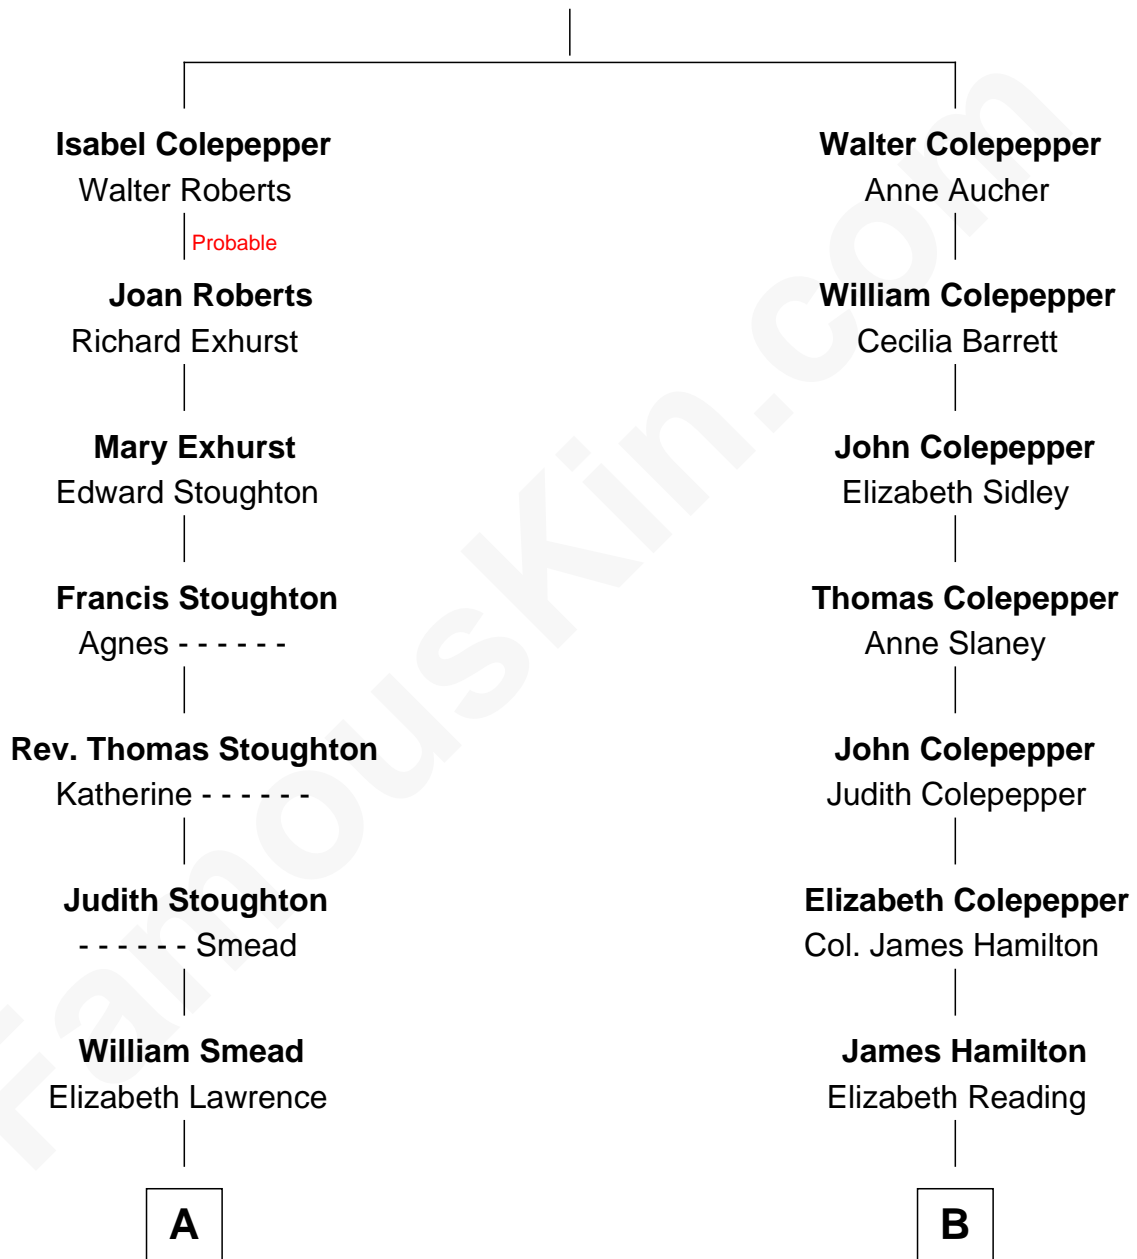 Isabel Colepepper
Walter Roberts
Probable
Joan Roberts
Richard Exhurst
Mary Exhurst
Edward Stoughton
Francis Stoughton
Agnes - - - - - -
Rev. Thomas Stoughton
Katherine - - - - - -
Judith Stoughton
- - - - - - Smead
William Smead
Elizabeth Lawrence
A
Walter Colepepper
Anne Aucher
William Colepepper
Cecilia Barrett
John Colepepper
Elizabeth Sidley
Thomas Colepepper
Anne Slaney
John Colepepper
Judith Colepepper
Elizabeth Colepepper
Col. James Hamilton
James Hamilton
Elizabeth Reading
B
FamousKin.com